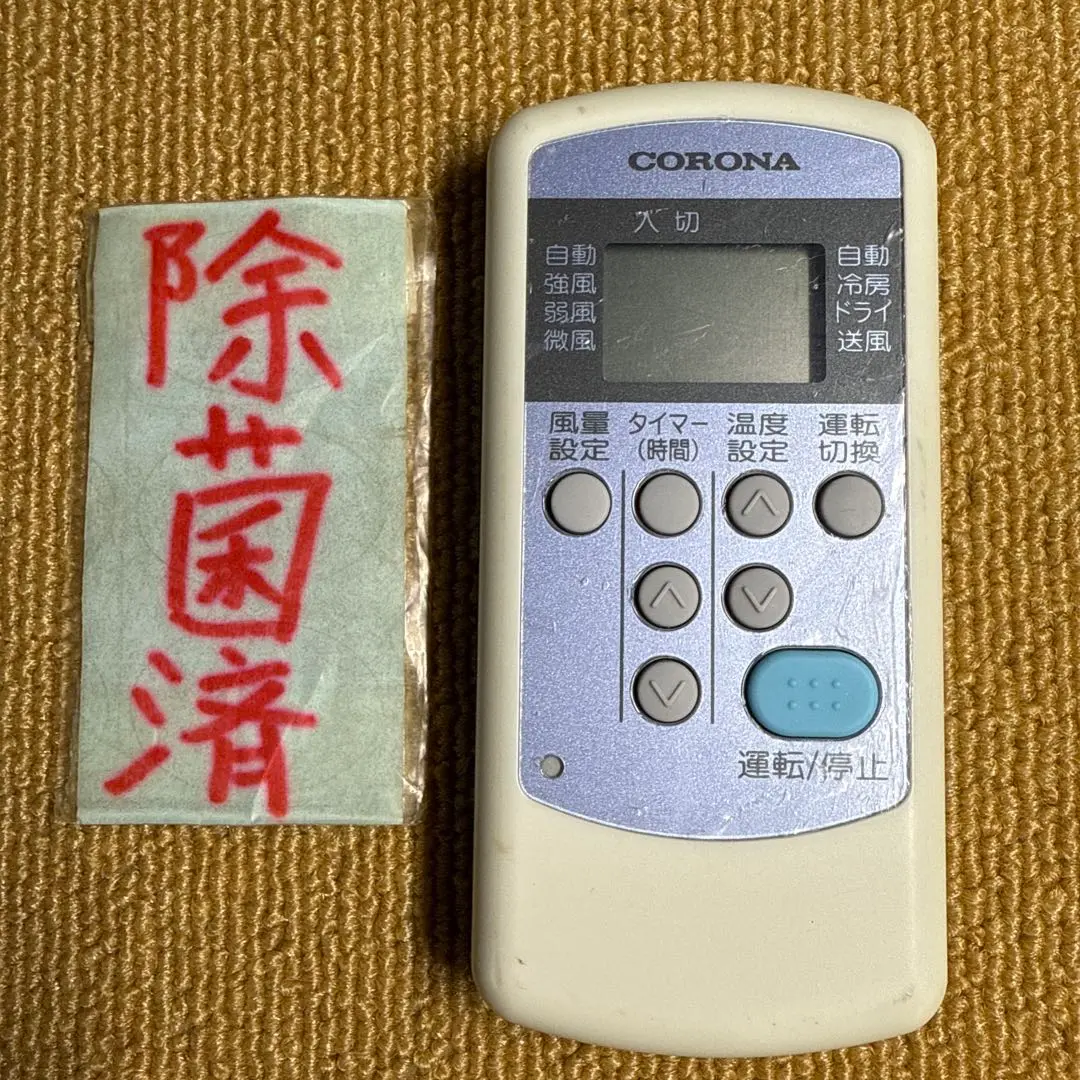 除菌済
CORONA
入 切
自動
強風
弱風
微風
自動
冷房
ドライ
送風
風量
設定
タイマー
(時間)
温度
設定
運転
切換
運転/停止